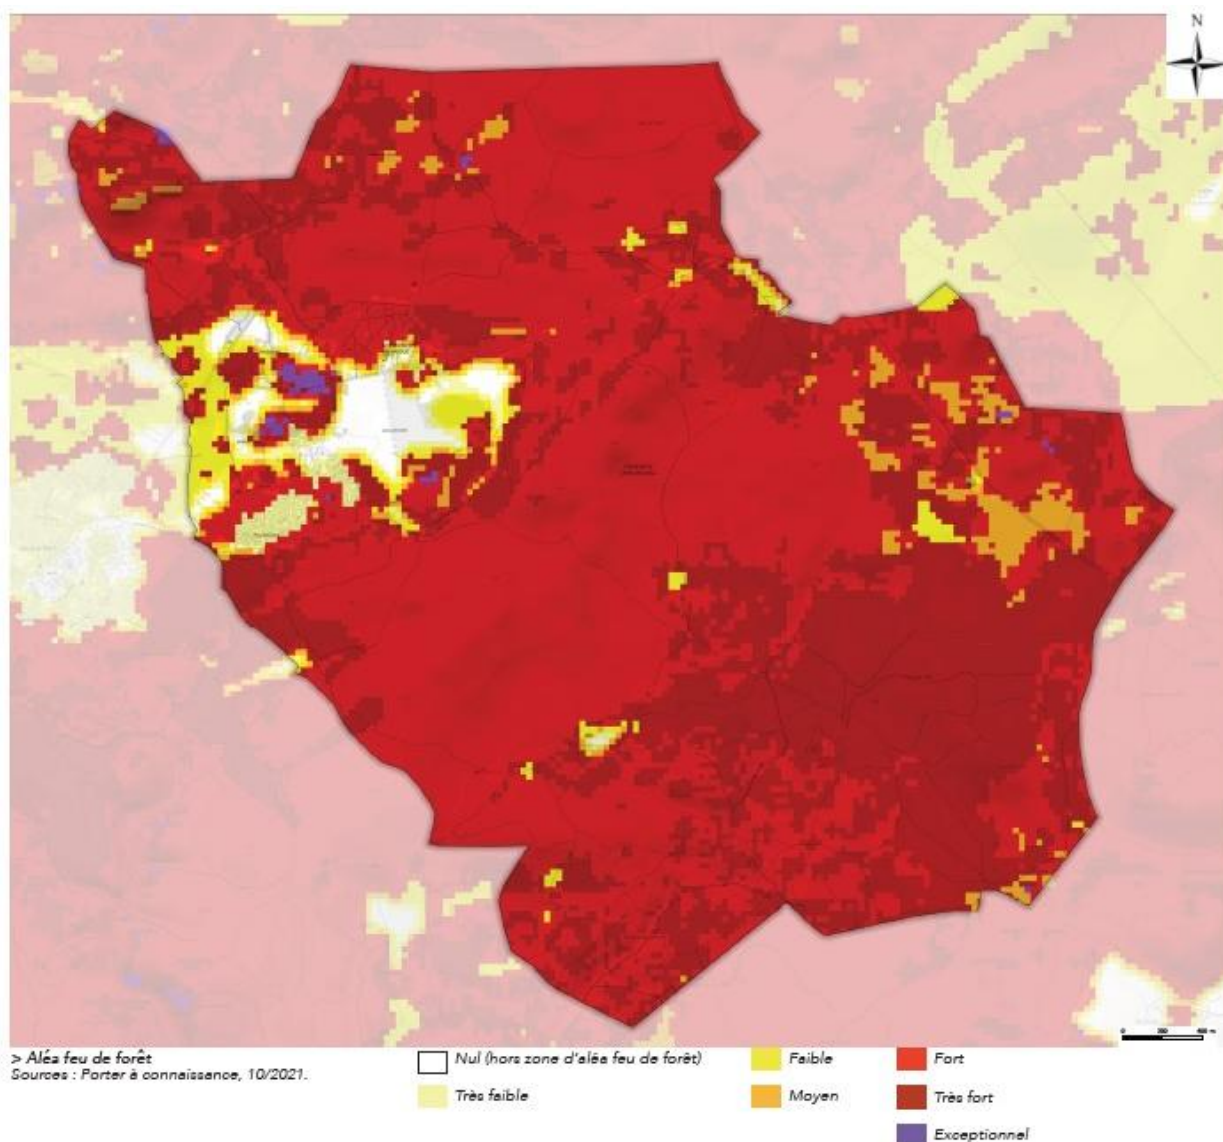 N
> Aléa feu de forêt
Sources : Porter à connaissance, 10/2021.
Nul (hors zone d'aléa feu de forêt)
Très faible
Faible
Moyen
Fort
Très fort
Exceptionnel